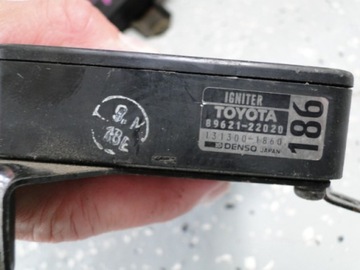 IGNITER
TOYOTA
89621-22020
131300-1860
DENSO JAPAN
186